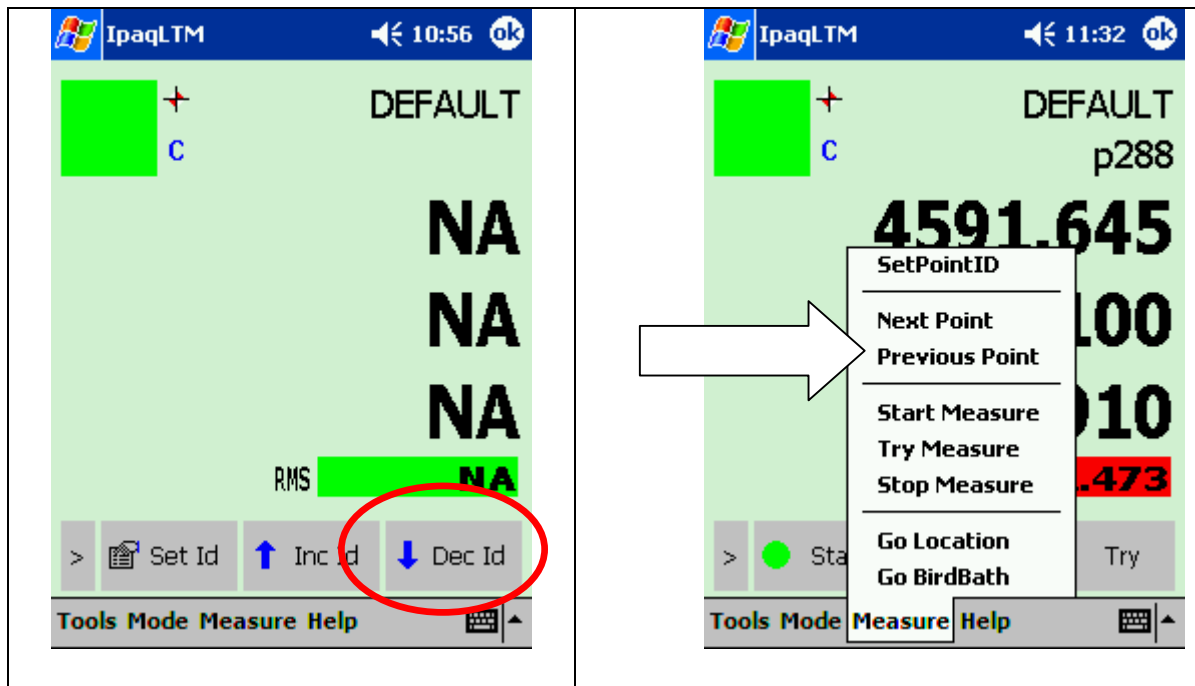 IpaqLTM 10:56 ok
DEFAULT
C
NA
NA
NA
RMS NA
> Set Id Inc Id Dec Id
Tools Mode Measure Help
IpaqLTM 11:32 ok
DEFAULT
C
p288
4591.645
SetPointID
Next Point
.100
Previous Point
Start Measure
910
Try Measure
Stop Measure
.473
Go Location
> Sta Try
Go BirdBath
Tools Mode Measure Help